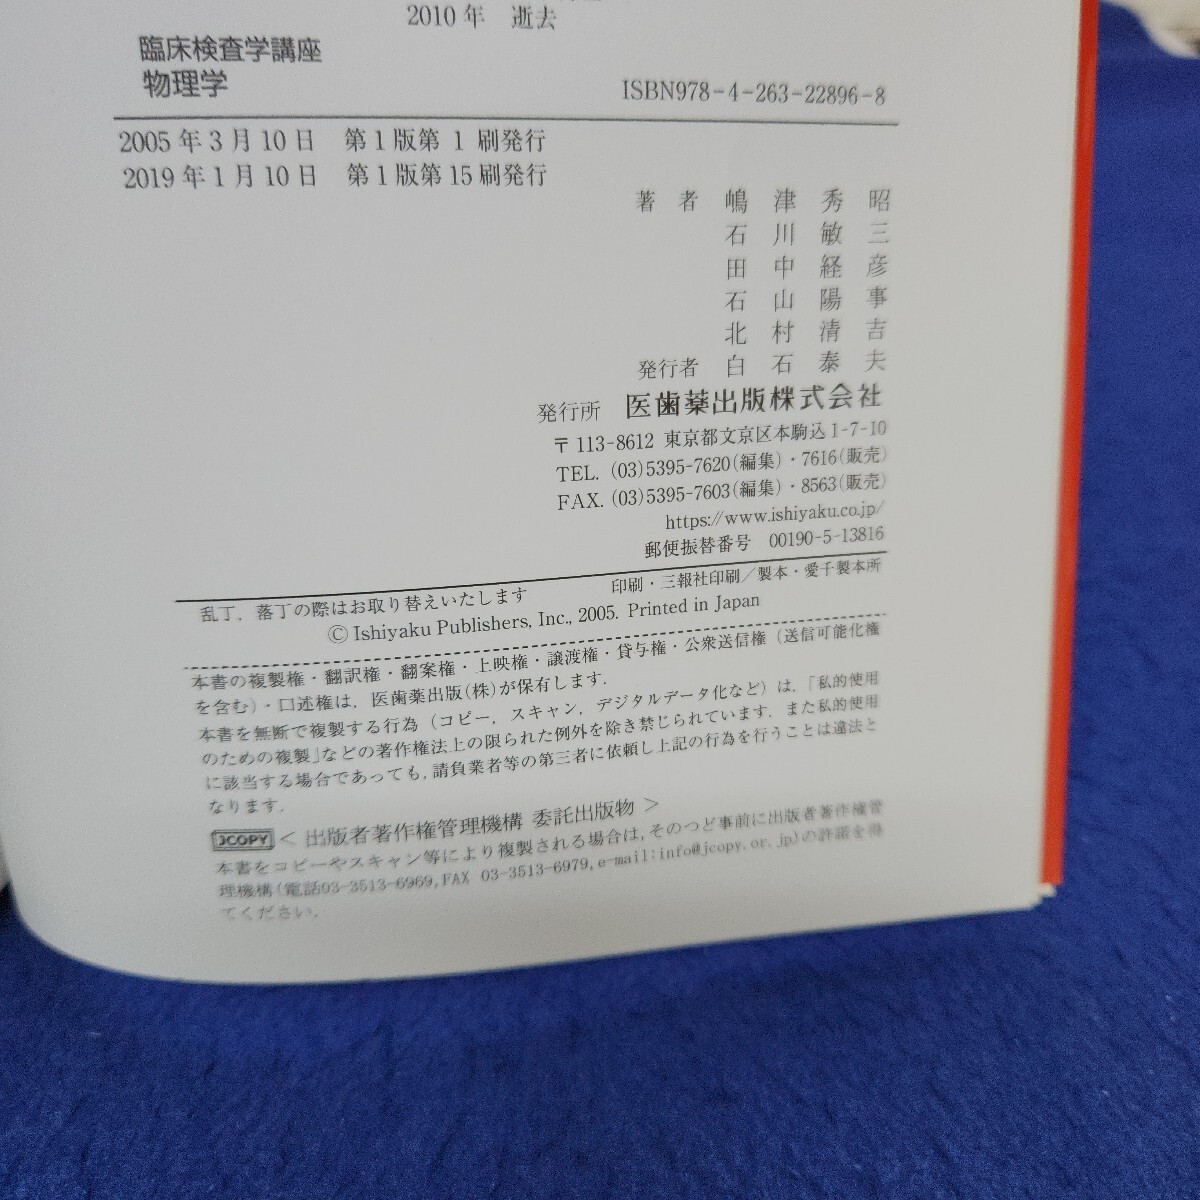 2010年 逝去
臨床検査学講座
物理学
ISBN978-4-263-22896-8
2005年3月10日 第1版第1刷発行
2019年1月10日 第1版第15刷発行
著者 嶋津秀昭
石川敏三
田中経彦
石山陽事
北村清吉
発行者 白石泰夫
発行所 医歯薬出版株式会社
〒113-8612 東京都文京区本駒込1-7-10
TEL. (03)5395-7620(編集)・7616(販売)
FAX. (03)5395-7603(編集)・8563(販売)
https://www.ishiyaku.co.jp/
郵便振替番号 00190-5-13816
乱丁，落丁の際はお取り替えいたします
印刷・三報社印刷／製本・愛千製本所
© Ishiyaku Publishers, Inc., 2005. Printed in Japan
本書の複製権・翻訳権・翻案権・上映権・譲渡権・貸与権・公衆送信権（送信可能化権
を含む）・口述権は，医歯薬出版(株)が保有します．
本書を無断で複製する行為（コピー，スキャン，デジタルデータ化など）は，「私的使用
のための複製」などの著作権法上の限られた例外を除き禁じられています．また私的使用
に該当する場合であっても，請負業者等の第三者に依頼し上記の行為を行うことは違法と
なります．
JCOPY ＜ 出版者著作権管理機構 委託出版物 ＞
本書をコピーやスキャン等により複製される場合は，そのつど事前に出版者著作権管
理機構（電話03-3513-6969，FAX 03-3513-6979，e-mail：info@jcopy.or.jp）の許諾を得
てください．